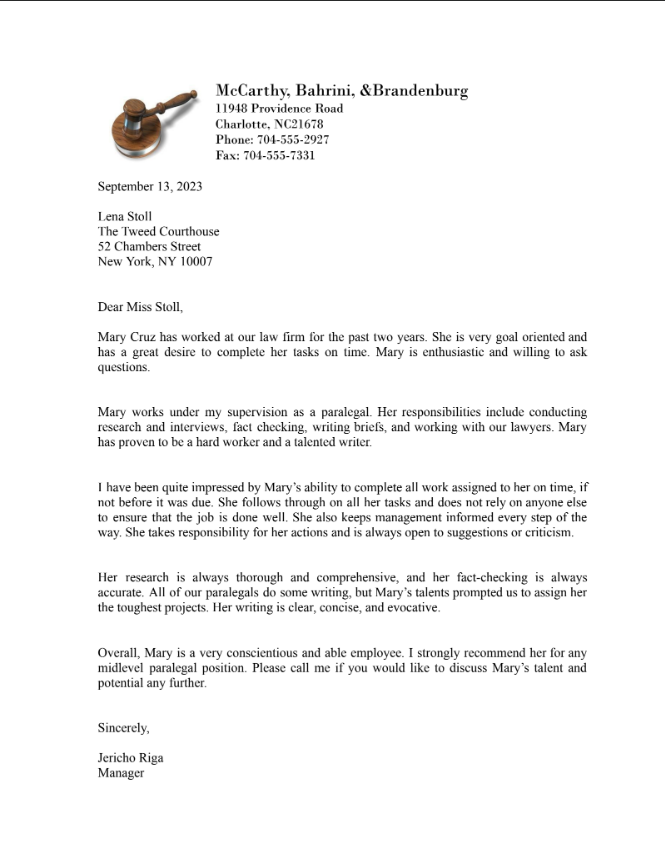 McCarthy, Bahrini, &Brandenburg
11948 Providence Road
Charlotte, NC21678
Phone: 704-555-2927
Fax: 704-555-7331
September 13, 2023
Lena Stoll
The Tweed Courthouse
52 Chambers Street
New York, NY 10007
Dear Miss Stoll,
Mary Cruz has worked at our law firm for the past two years. She is very goal oriented and
has a great desire to complete her tasks on time. Mary is enthusiastic and willing to ask
questions.
Mary works under my supervision as a paralegal. Her responsibilities include conducting
research and interviews, fact checking, writing briefs, and working with our lawyers. Mary
has proven to be a hard worker and a talented writer.
I have been quite impressed by Mary’s ability to complete all work assigned to her on time, if
not before it was due. She follows through on all her tasks and does not rely on anyone else
to ensure that the job is done well. She also keeps management informed every step of the
way. She takes responsibility for her actions and is always open to suggestions or criticism.
Her research is always thorough and comprehensive, and her fact-checking is always
accurate. All of our paralegals do some writing, but Mary’s talents prompted us to assign her
the toughest projects. Her writing is clear, concise, and evocative.
Overall, Mary is a very conscientious and able employee. I strongly recommend her for any
midlevel paralegal position. Please call me if you would like to discuss Mary’s talent and
potential any further.
Sincerely,
Jericho Riga
Manager